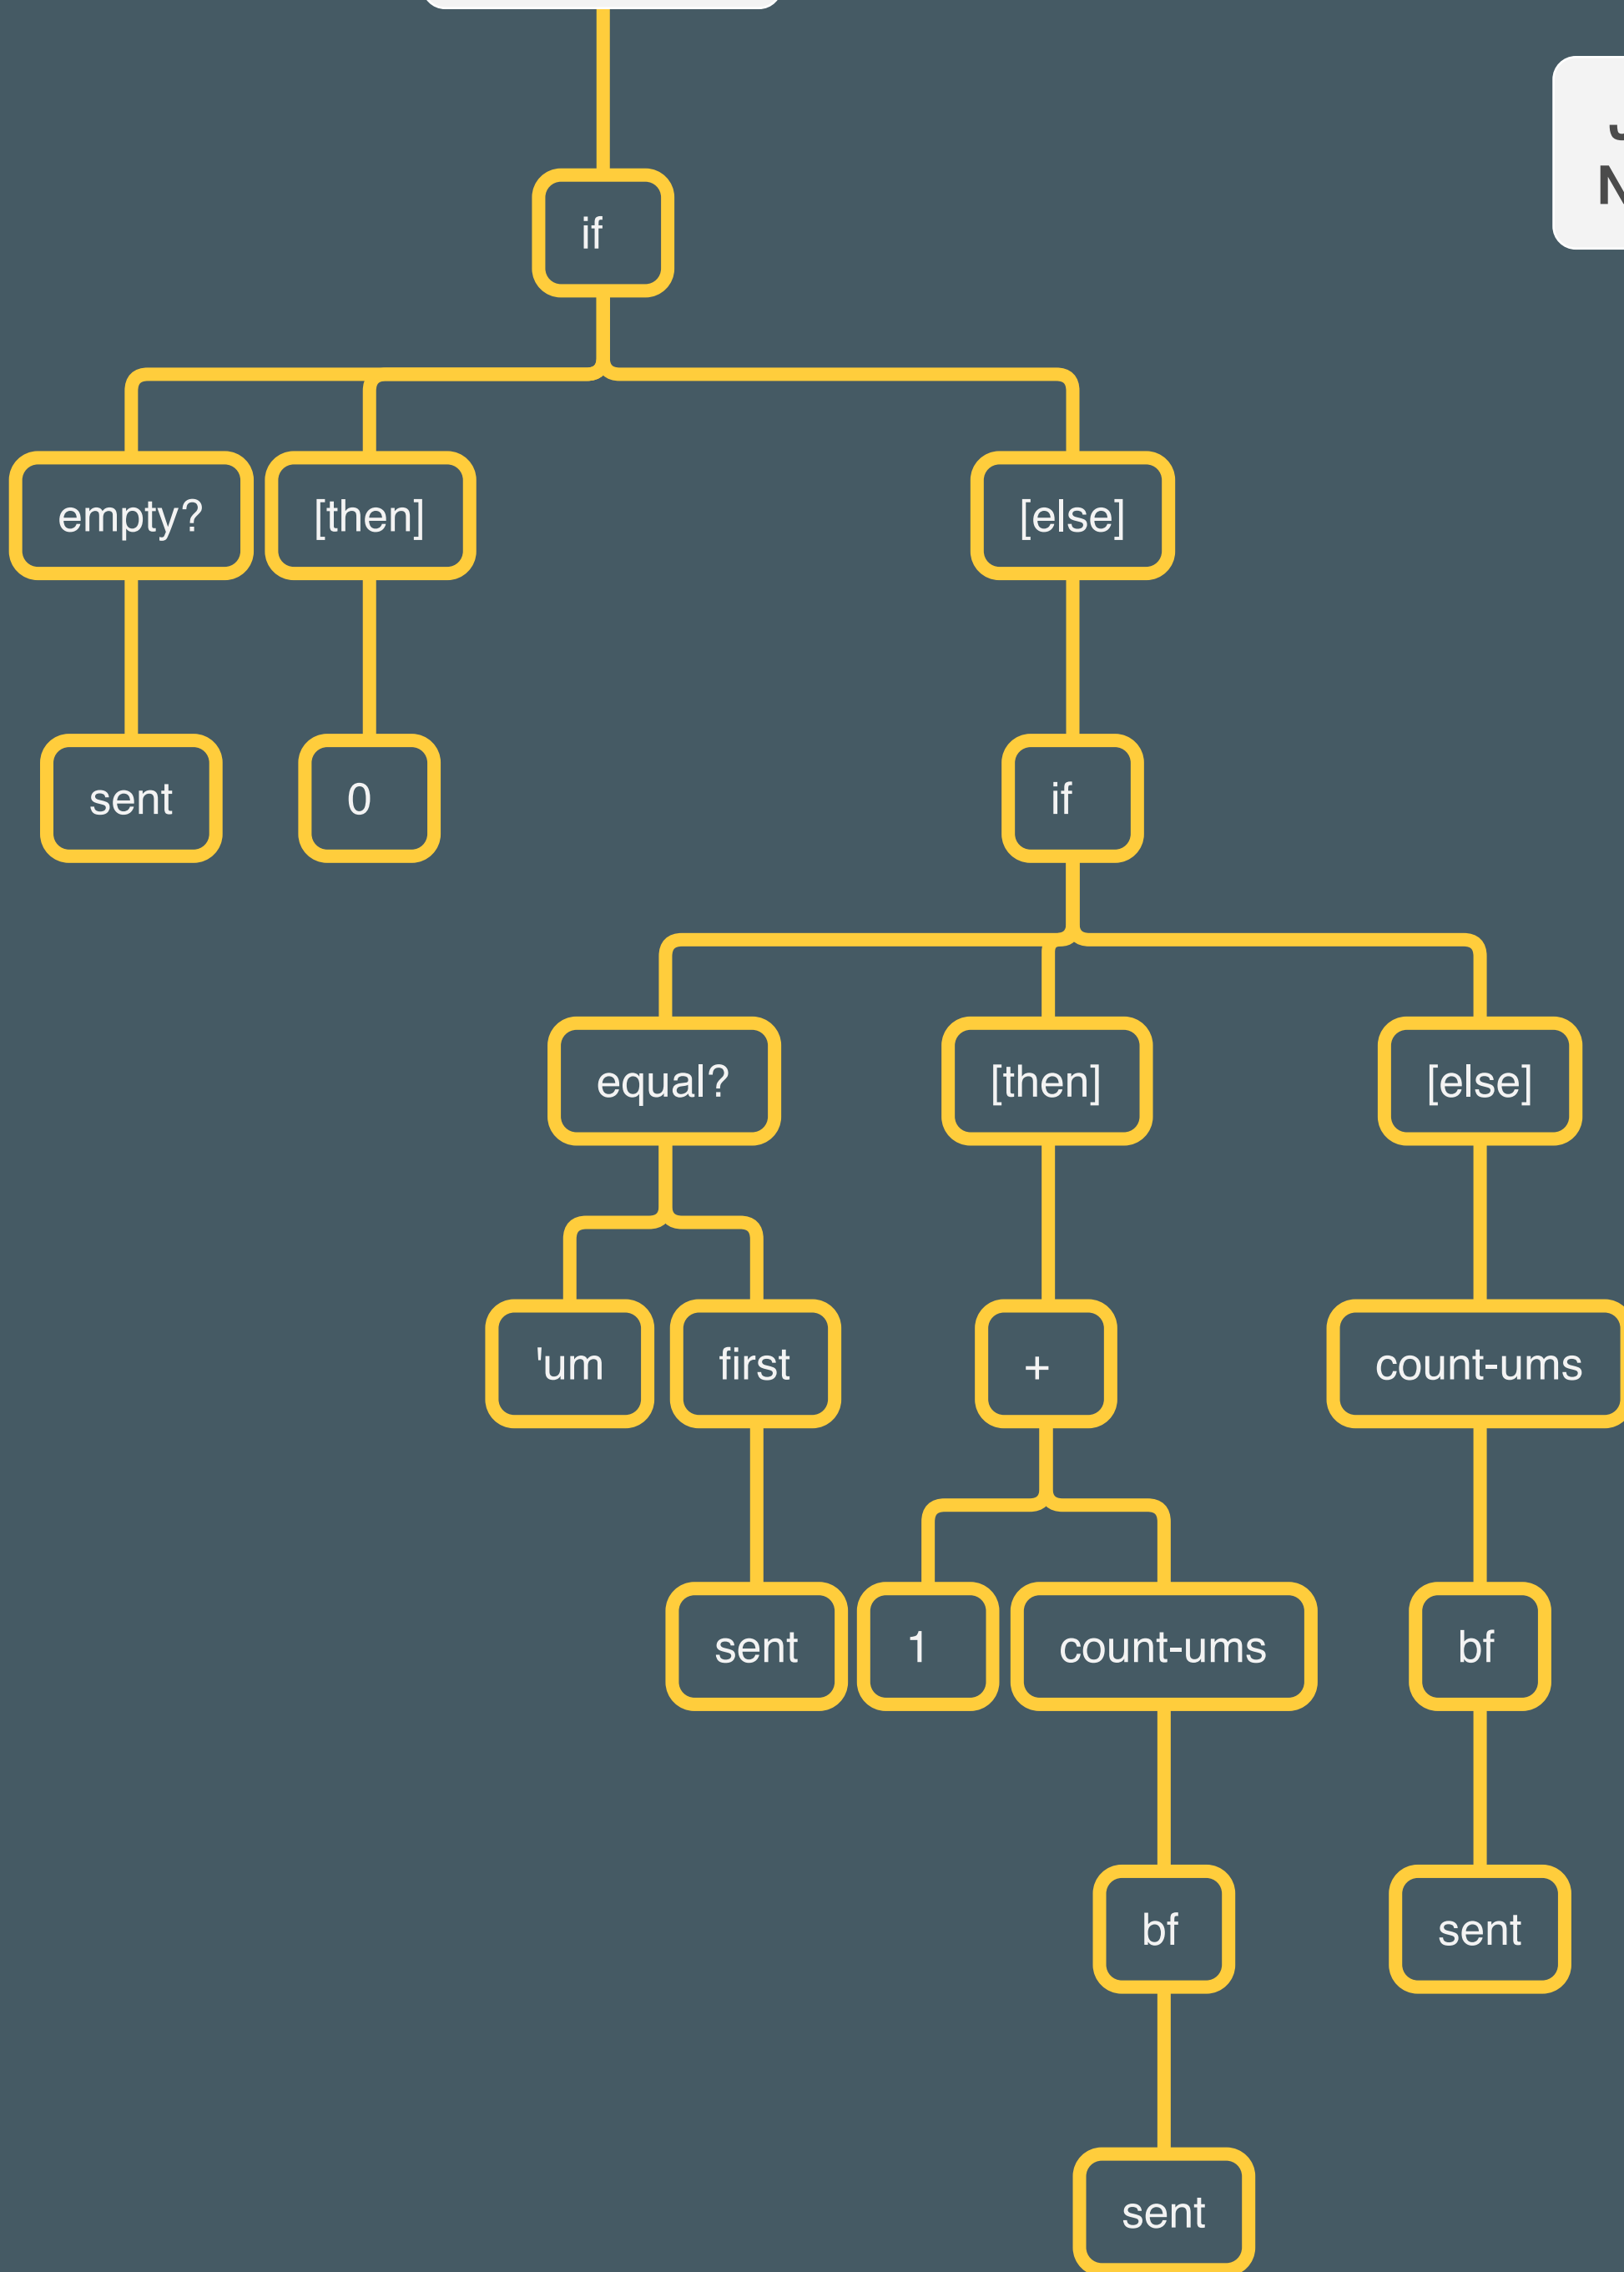 if
empty?
[then]
[else]
sent
0
if
equal?
[then]
[else]
'um
first
+
count-ums
sent
1
count-ums
bf
bf
sent
sent